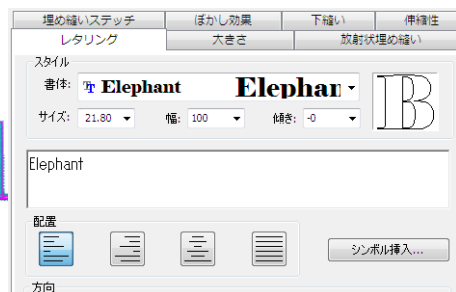 埋め縫いステッチ ぼかし効果 下縫い 伸縮性
レタリング 大きさ 放射状埋め縫い
スタイル
書体: Elephant Elephan
サイズ: 21.80 幅: 100 傾き: -0
B
Elephant
配置
シンボル挿入...
方向